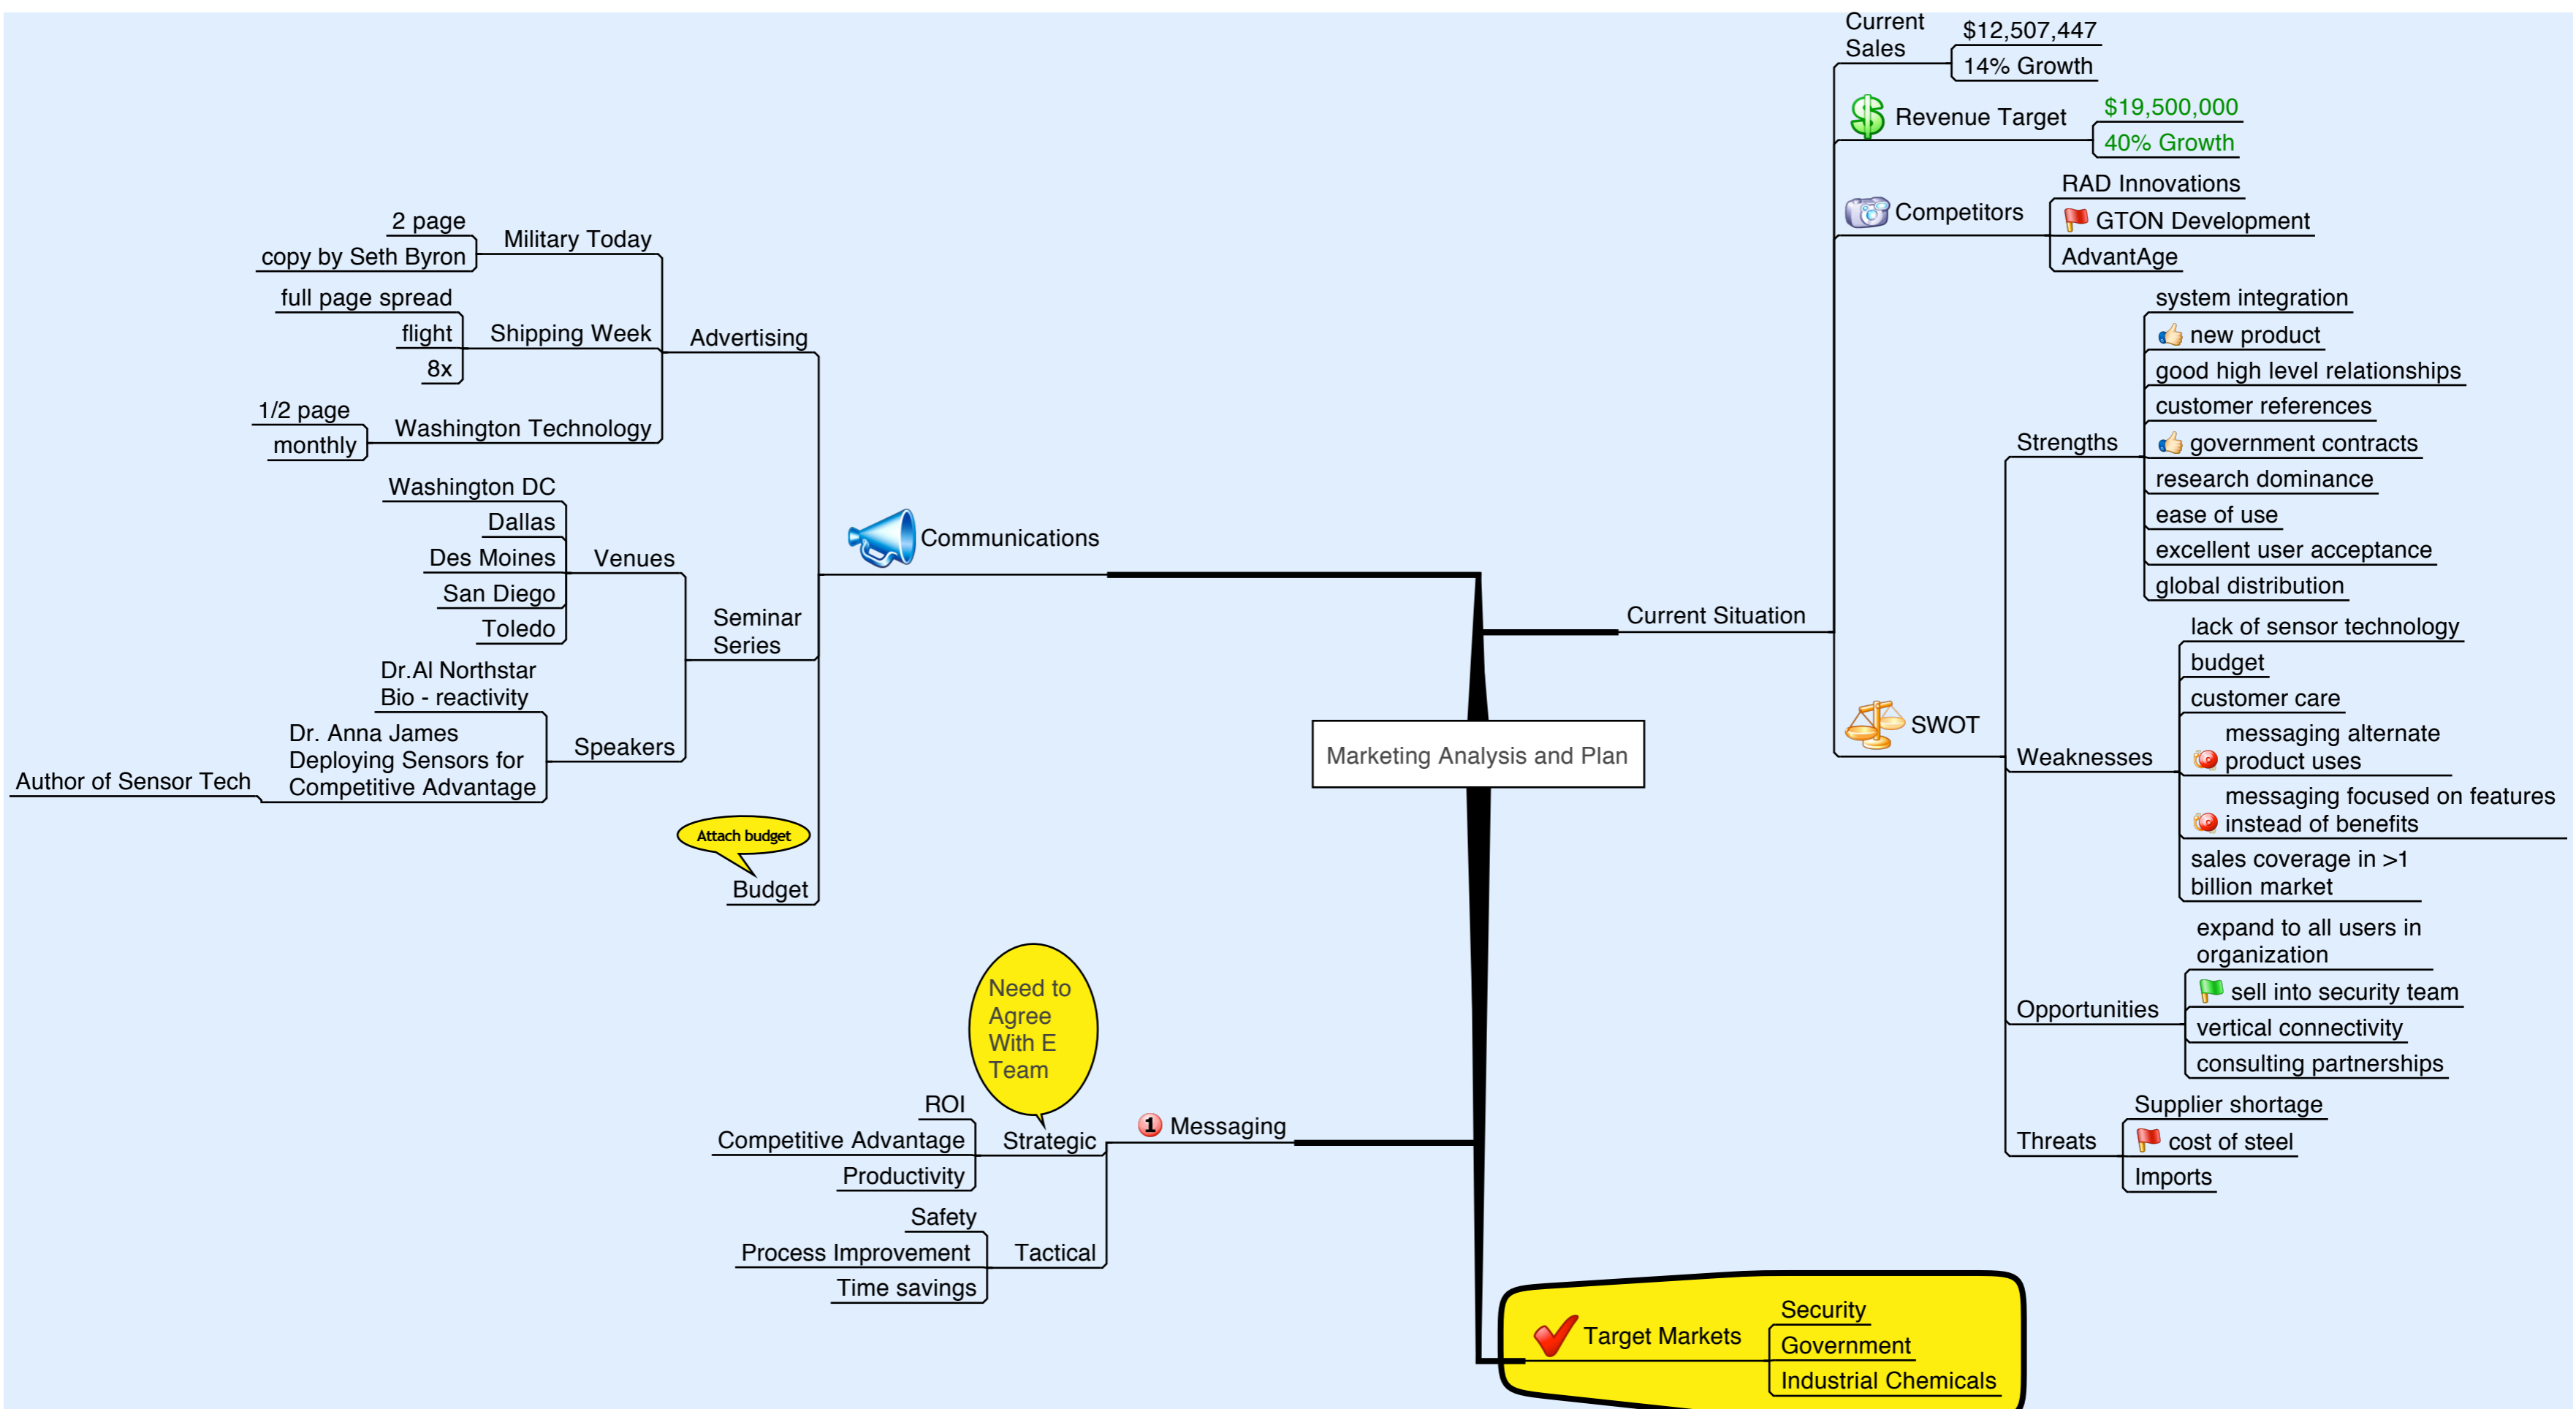 Marketing Analysis and Plan
Current Situation
Current
Sales
$12,507,447
14% Growth
$
Revenue Target
$19,500,000
40% Growth
Competitors
RAD Innovations
GTON Development
AdvantAge
SWOT
Strengths
system integration
new product
good high level relationships
customer references
government contracts
research dominance
ease of use
excellent user acceptance
global distribution
Weaknesses
lack of sensor technology
budget
customer care
messaging alternate
product uses
messaging focused on features
instead of benefits
sales coverage in >1
billion market
Opportunities
expand to all users in
organization
sell into security team
vertical connectivity
consulting partnerships
Threats
Supplier shortage
cost of steel
Imports
Target Markets
Security
Government
Industrial Chemicals
Communications
Advertising
Military Today
2 page
copy by Seth Byron
Shipping Week
full page spread
flight
8x
Washington Technology
1/2 page
monthly
Seminar
Series
Venues
Washington DC
Dallas
Des Moines
San Diego
Toledo
Speakers
Dr.Al Northstar
Bio - reactivity
Dr. Anna James
Deploying Sensors for
Competitive Advantage
Author of Sensor Tech
Attach budget
Budget
1 Messaging
Need to
Agree
With E
Team
Strategic
ROI
Competitive Advantage
Productivity
Tactical
Safety
Process Improvement
Time savings